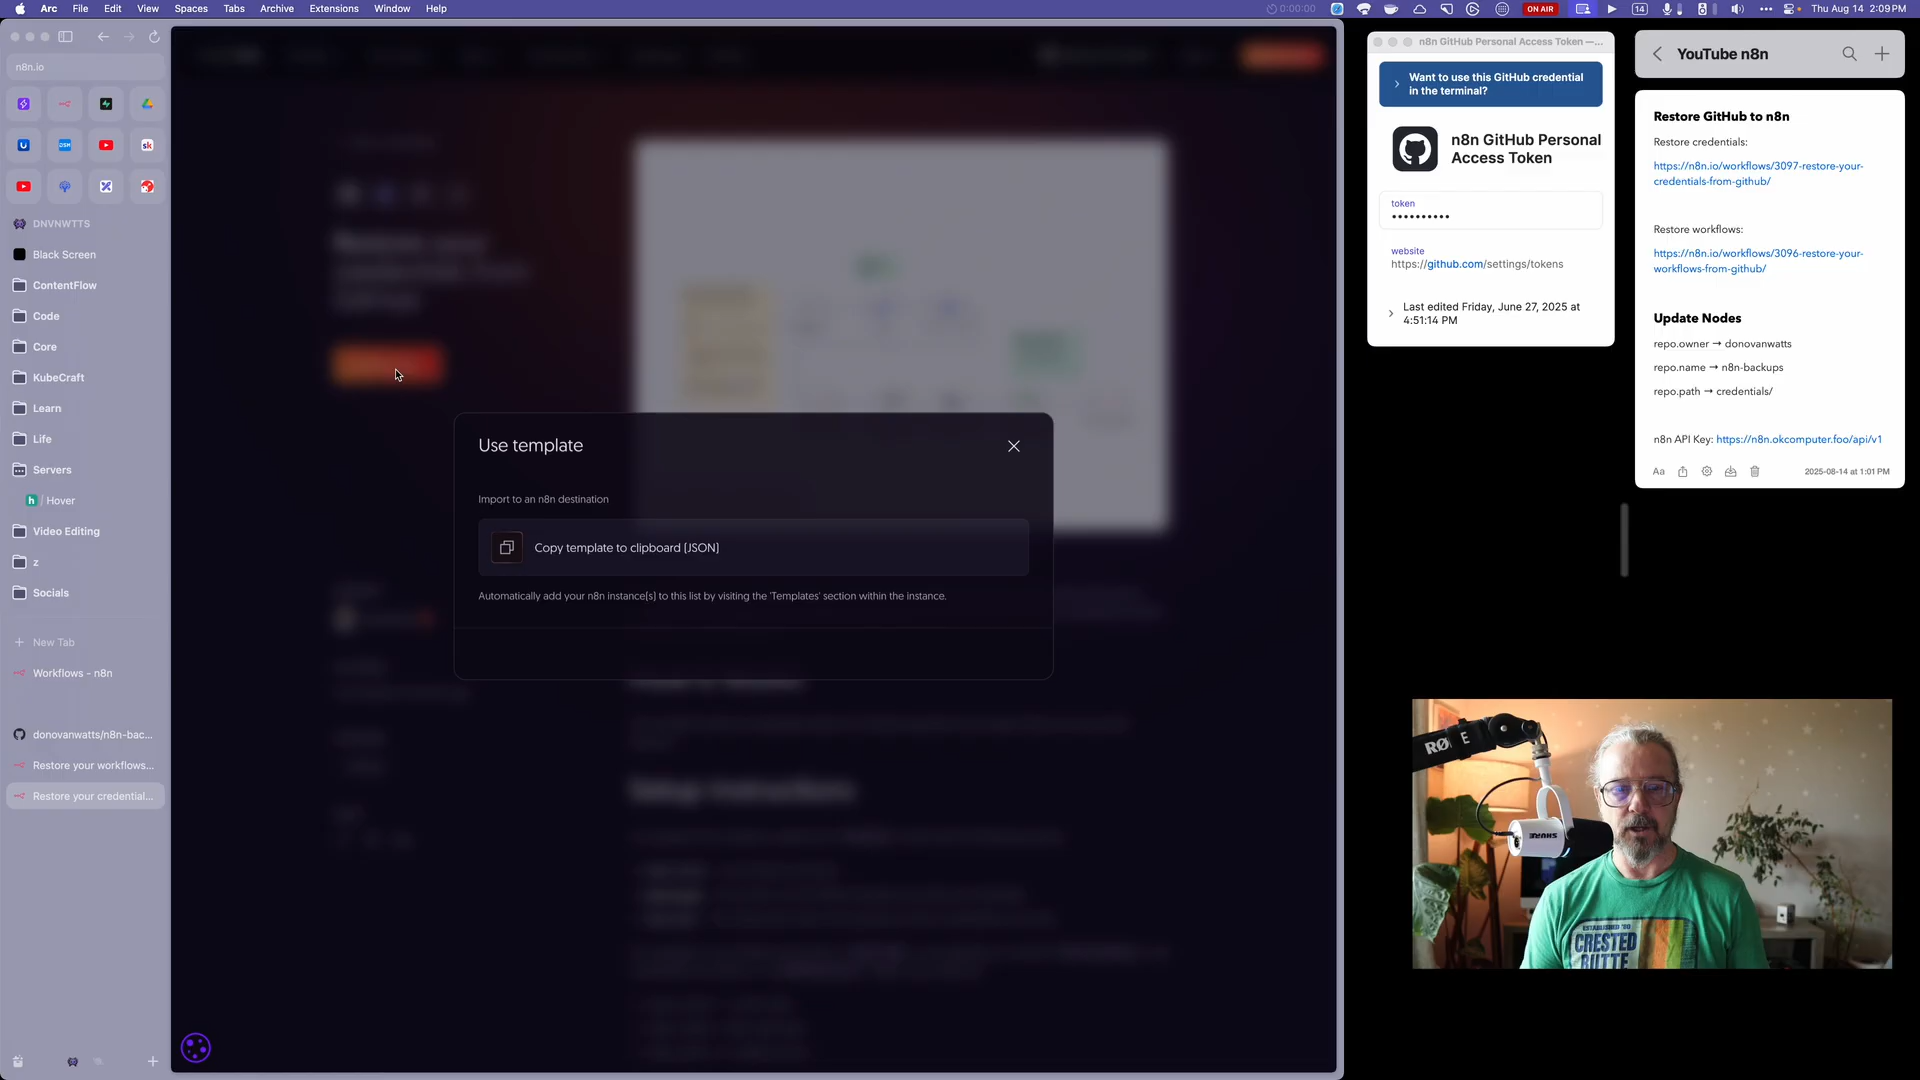 Arc File Edit View Spaces Tabs Archive Extensions Window Help
0:00:00
ON AIR
14
Thu Aug 14 2:09 PM
n8n.io
DSM
sk
DNVNWTTS
Black Screen
ContentFlow
Code
Core
KubeCraft
Learn
Life
Servers
h / Hover
Video Editing
z
Socials
New Tab
Workflows - n8n
donovanwatts/n8n-bac...
Restore your workflows...
Restore your credential...
Use template
Import to an n8n destination
Copy template to clipboard [JSON]
Automatically add your n8n instance(s) to this list by visiting the 'Templates' section within the instance.
n8n GitHub Personal Access Token —...
Want to use this GitHub credential
in the terminal?
n8n GitHub Personal
Access Token
token
••••••••••
website
https://github.com/settings/tokens
Last edited Friday, June 27, 2025 at
4:51:14 PM
YouTube n8n
Restore GitHub to n8n
Restore credentials:
https://n8n.io/workflows/3097-restore-your-
credentials-from-github/
Restore workflows:
https://n8n.io/workflows/3096-restore-your-
workflows-from-github/
Update Nodes
repo.owner → donovanwatts
repo.name → n8n-backups
repo.path → credentials/
n8n API Key: https://n8n.okcomputer.foo/api/v1
Aa
2025-08-14 at 1:01 PM
RØDE
SHURE
ESTABLISHED '80
CRESTED
BUTTE